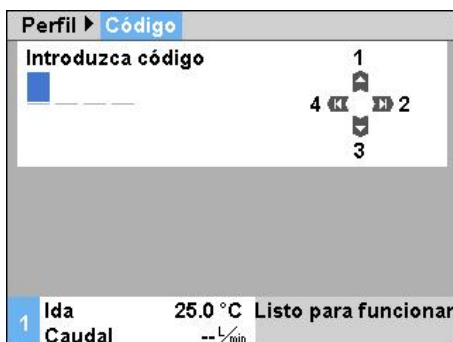 Perfil Código
Introduzca código
1
4 2
3
1
Ida 25.0 °C Listo para funcionar
Caudal -- L/min